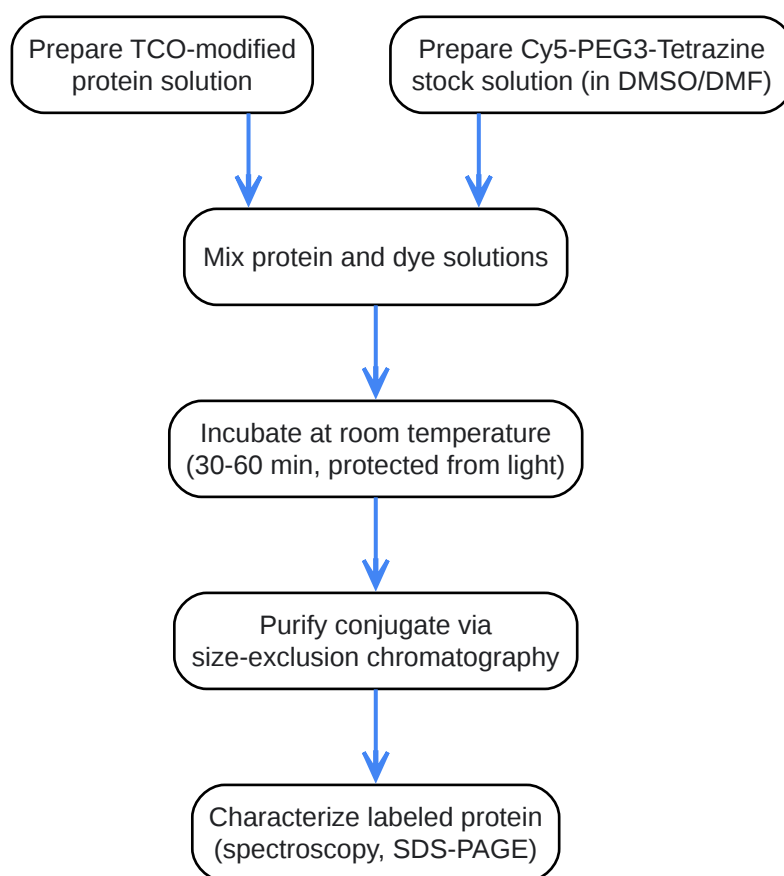 Prepare TCO-modified
protein solution
Prepare Cy5-PEG3-Tetrazine
stock solution (in DMSO/DMF)
Mix protein and dye solutions
Incubate at room temperature
(30-60 min, protected from light)
Purify conjugate via
size-exclusion chromatography
Characterize labeled protein
(spectroscopy, SDS-PAGE)